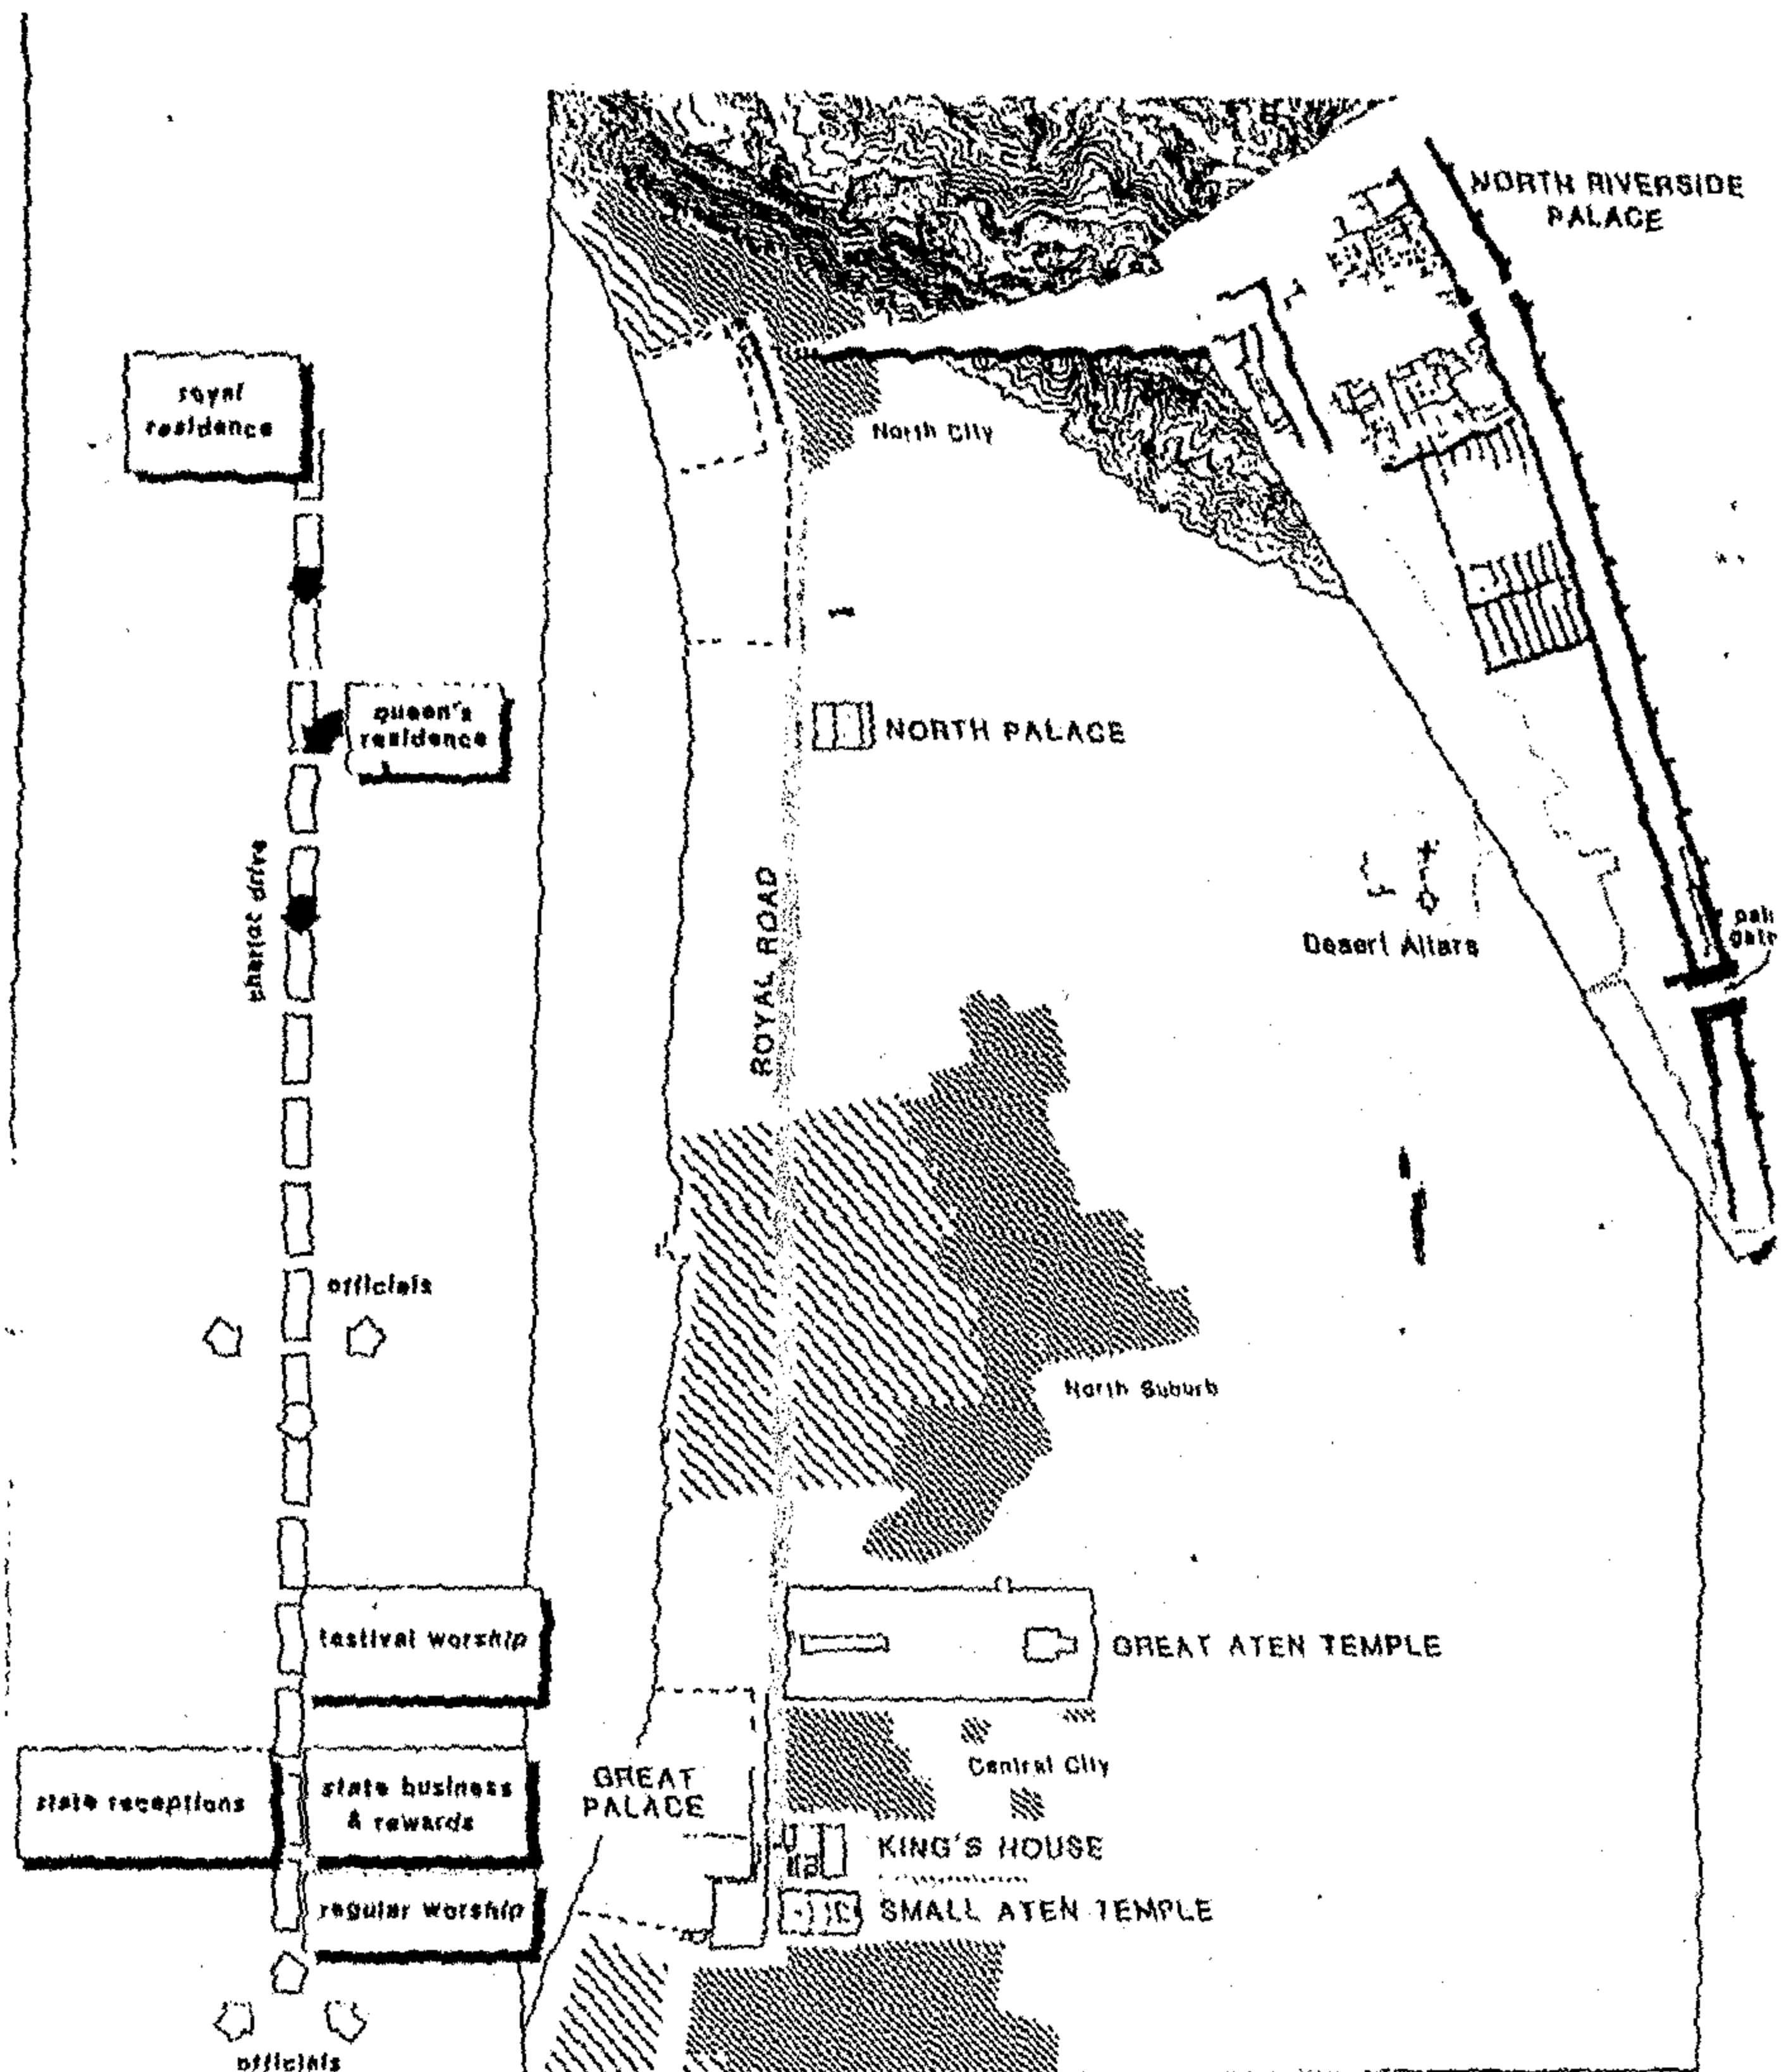 NORTH RIVERSIDE
PALACE
royal
residence
North City
queen's
residence
NORTH PALACE
chariot drive
ROYAL ROAD
Desert Altars
officials
North Suburb
festival worship
GREAT ATEN TEMPLE
Central City
state receptions
state business
& rewards
GREAT
PALACE
KING'S HOUSE
regular worship
SMALL ATEN TEMPLE
officials